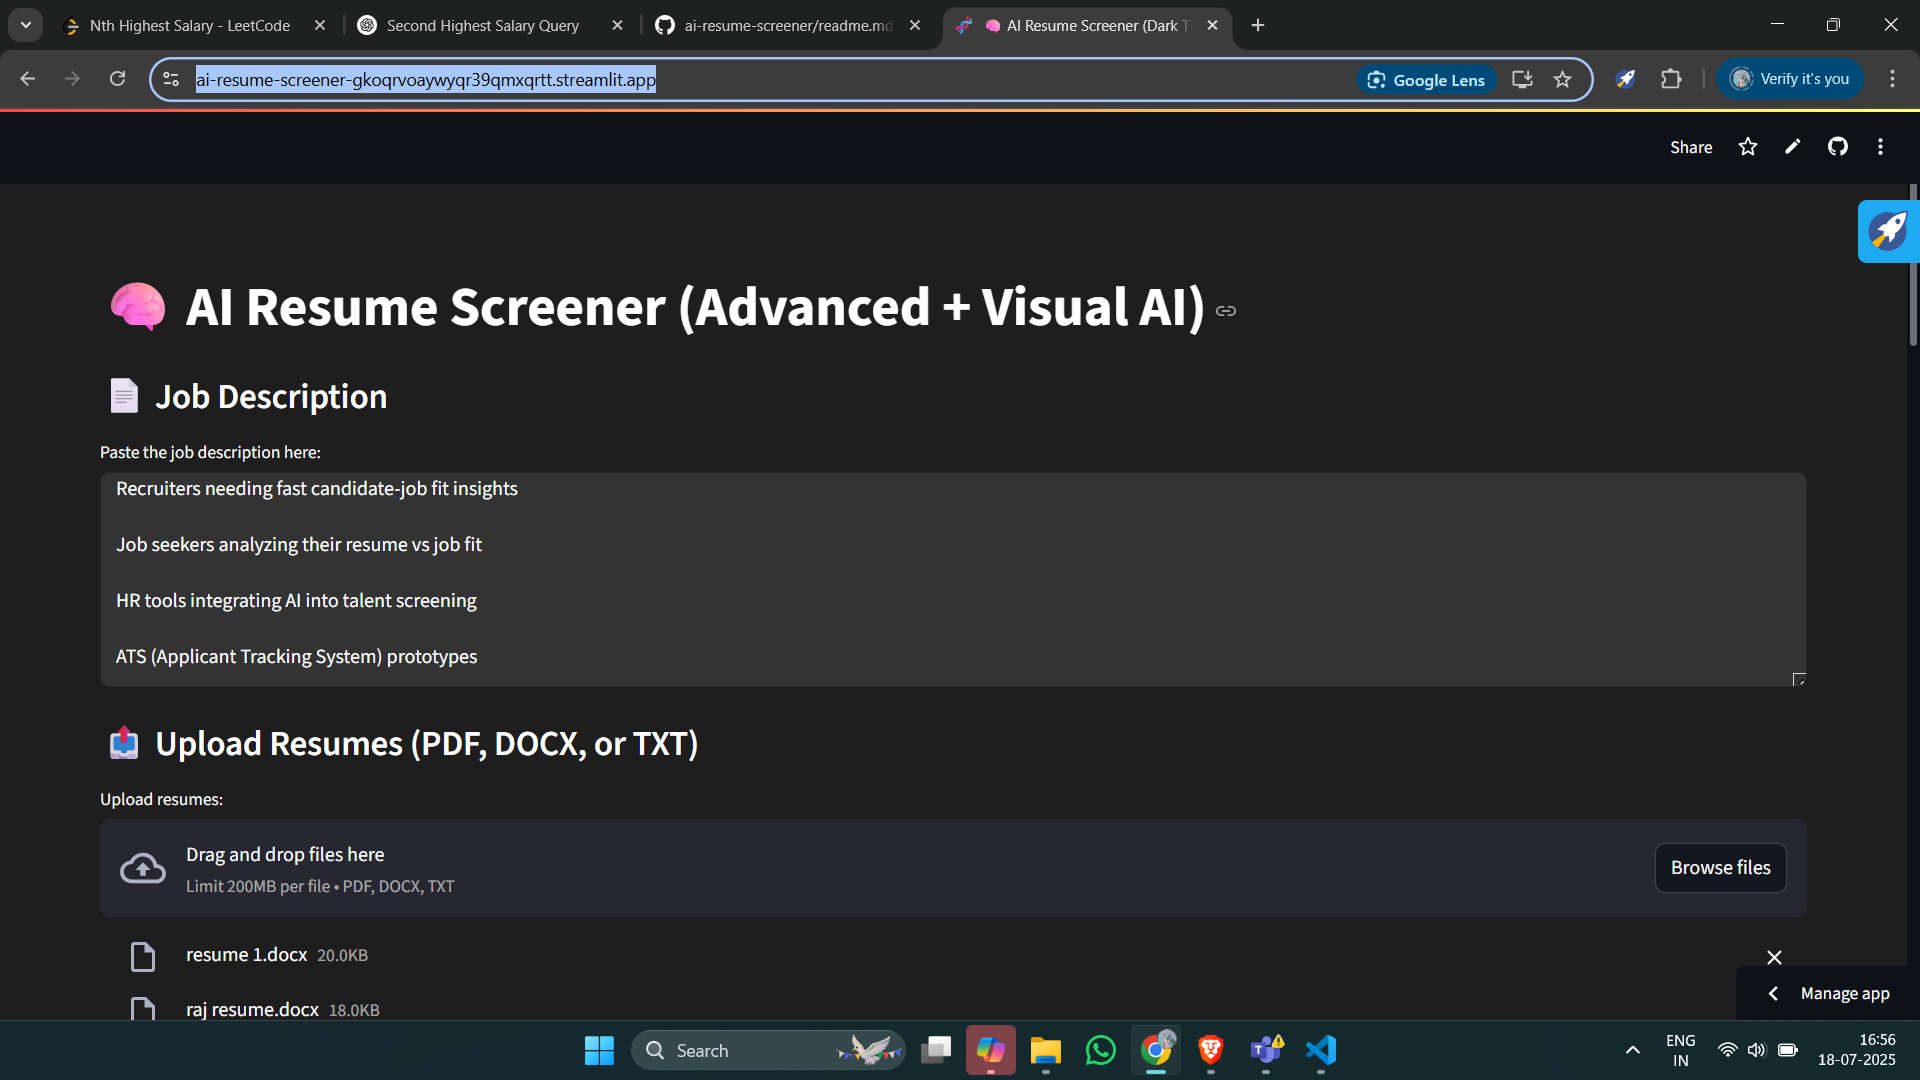 Nth Highest Salary - LeetCode
Second Highest Salary Query
ai-resume-screener/readme.md
AI Resume Screener (Dark T
ai-resume-screener-gkoqrvoaywyqr39qmxqrtt.streamlit.app
Google Lens
Verify it's you
Share
AI Resume Screener (Advanced + Visual AI)
Job Description
Paste the job description here:
Recruiters needing fast candidate-job fit insights
Job seekers analyzing their resume vs job fit
HR tools integrating AI into talent screening
ATS (Applicant Tracking System) prototypes
Upload Resumes (PDF, DOCX, or TXT)
Upload resumes:
Drag and drop files here
Limit 200MB per file • PDF, DOCX, TXT
Browse files
resume 1.docx 20.0KB
raj resume.docx 18.0KB
Manage app
Search
ENG
IN
16:56
18-07-2025